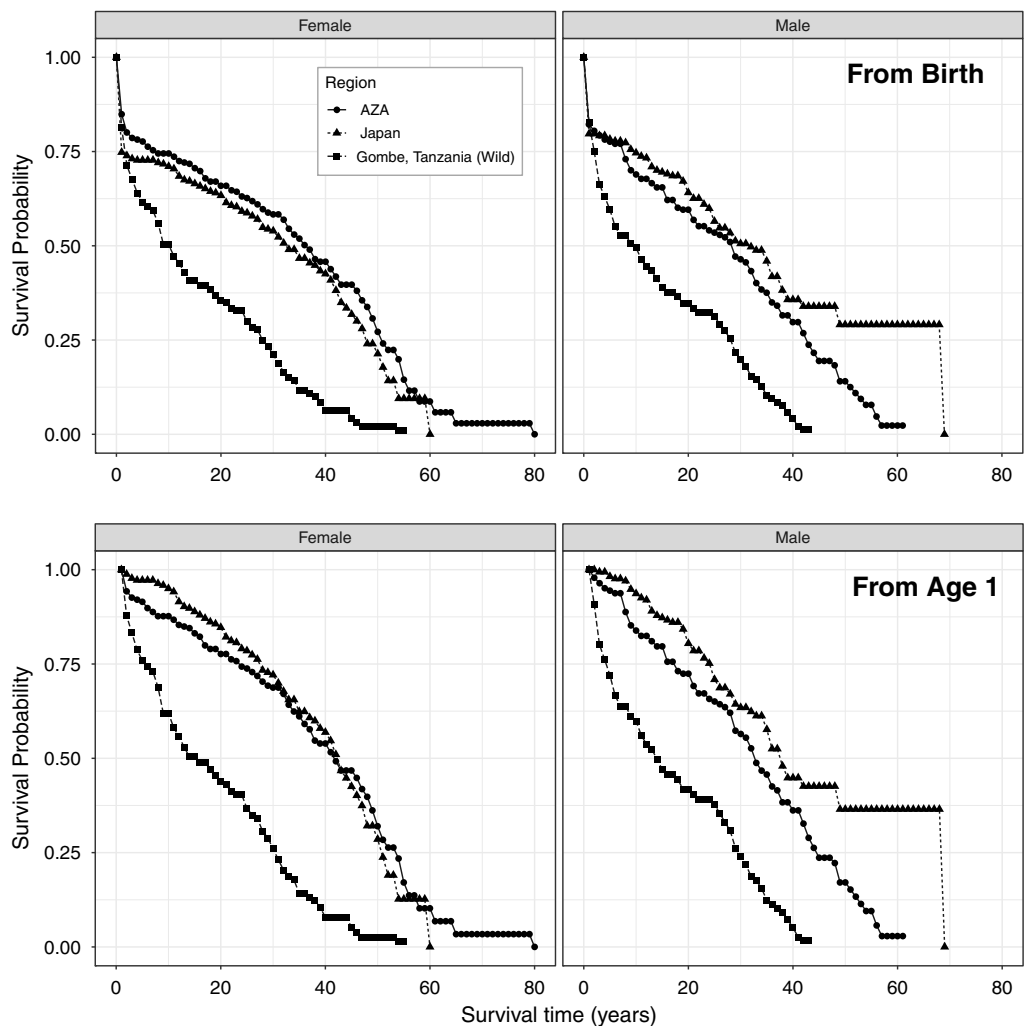 Female
Male
1.00
0.75
0.50
0.25
0.00
Survival Probability
Region
AZA
Japan
Gombe, Tanzania (Wild)
From Birth
0 20 40 60 80
0 20 40 60 80
Female
Male
1.00
0.75
0.50
0.25
0.00
Survival Probability
From Age 1
0 20 40 60 80
0 20 40 60 80
Survival time (years)